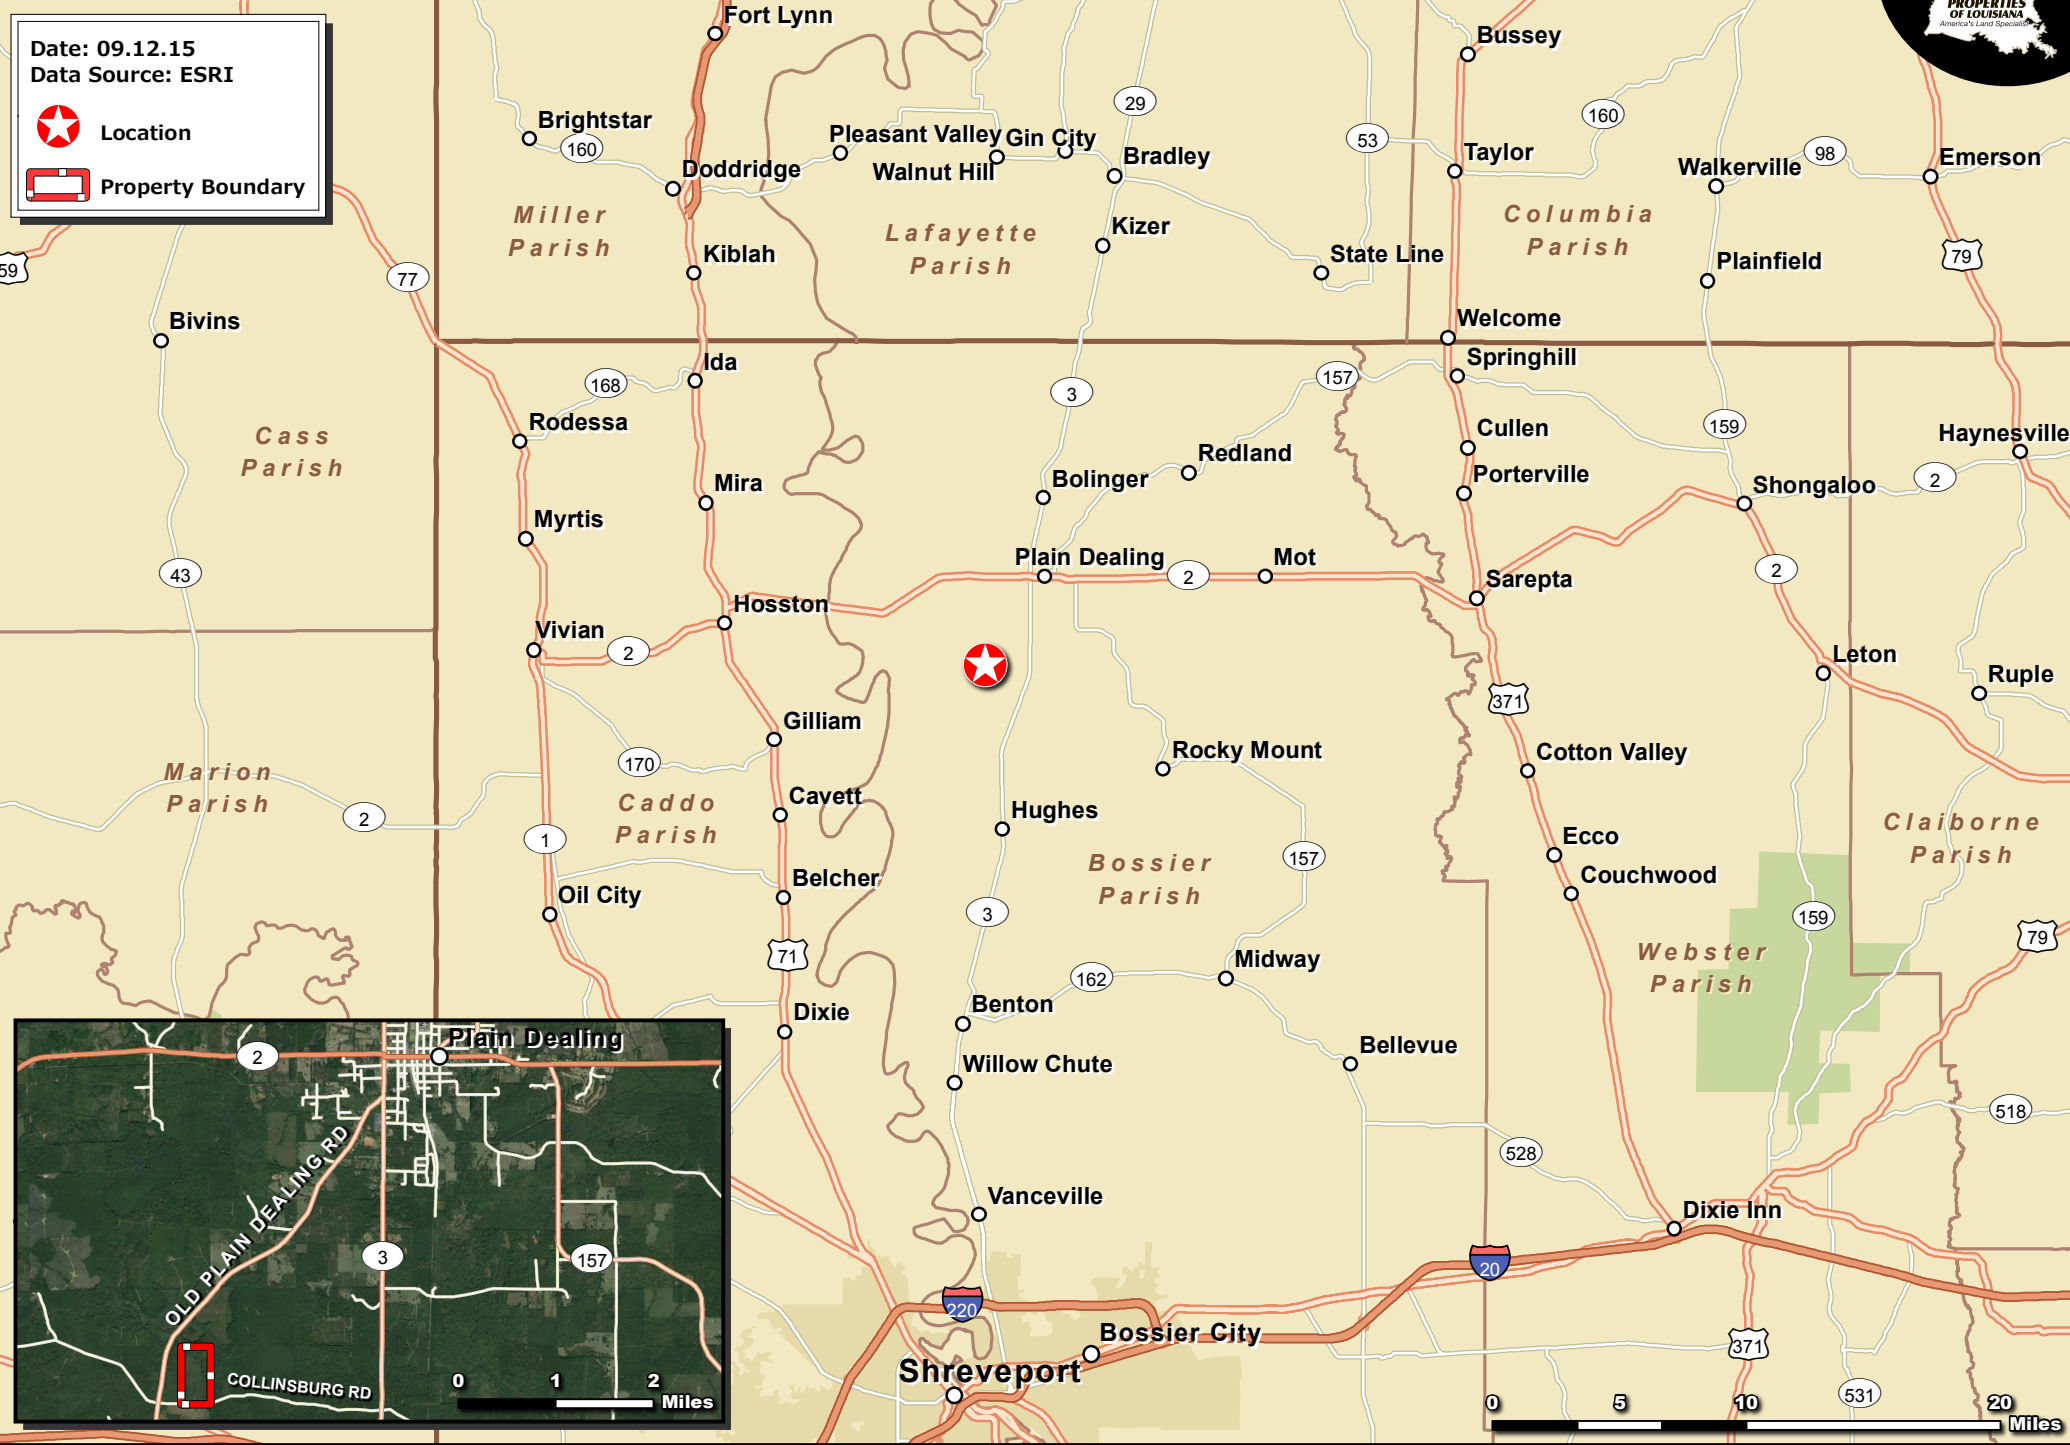 Date: 09.12.15
Data Source: ESRI
Location
Property Boundary
PROPERTIES
OF LOUISIANA
America's Land Specialist
Fort Lynn
Bussey
Brightstar
160
Pleasant Valley
Gin City
29
53
160
Walnut Hill
Bradley
Taylor
98
Walkerville
Emerson
Doddridge
Miller
Parish
Lafayette
Parish
Columbia
Parish
Kizer
Kiblah
State Line
Plainfield
79
59
77
Bivins
Welcome
Ida
Springhill
168
3
157
Rodessa
159
Cass
Parish
Cullen
Haynesville
Redland
Bolinger
Porterville
Mira
Shongaloo
2
Myrtis
43
Plain Dealing
2
Mot
Sarepta
2
Hosston
Vivian
2
Leton
Ruple
371
Gilliam
170
Rocky Mount
Cotton Valley
Marion
Parish
2
Caddo
Parish
Cavett
Hughes
Claiborne
Parish
1
Ecco
157
Bossier
Parish
Couchwood
Belcher
Oil City
3
159
79
71
Webster
Parish
162
Midway
Benton
Dixie
Bellevue
Willow Chute
518
528
Vanceville
Dixie Inn
20
220
Bossier City
371
Shreveport
531
0 5 10 20
Miles
Plain Dealing
2
OLD PLAIN DEALING RD
3
157
COLLINSBURG RD
0 1 2
Miles